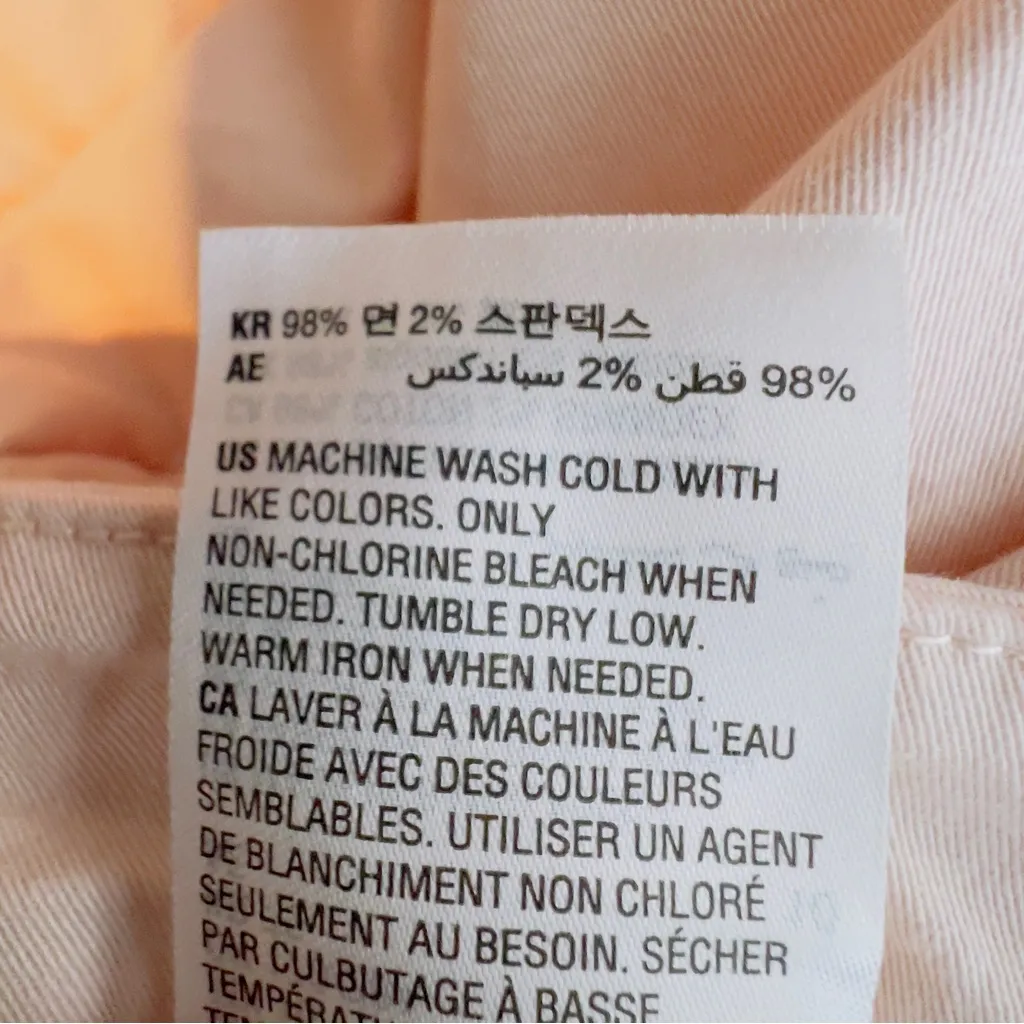 KR 98% 면 2% 스판덱스
AE 98% قطن 2% سباندكس
US MACHINE WASH COLD WITH
LIKE COLORS. ONLY
NON-CHLORINE BLEACH WHEN
NEEDED. TUMBLE DRY LOW.
WARM IRON WHEN NEEDED.
CA LAVER À LA MACHINE À L'EAU
FROIDE AVEC DES COULEURS
SEMBLABLES. UTILISER UN AGENT
DE BLANCHIMENT NON CHLORÉ
SEULEMENT AU BESOIN. SÉCHER
PAR CULBUTAGE À BASSE